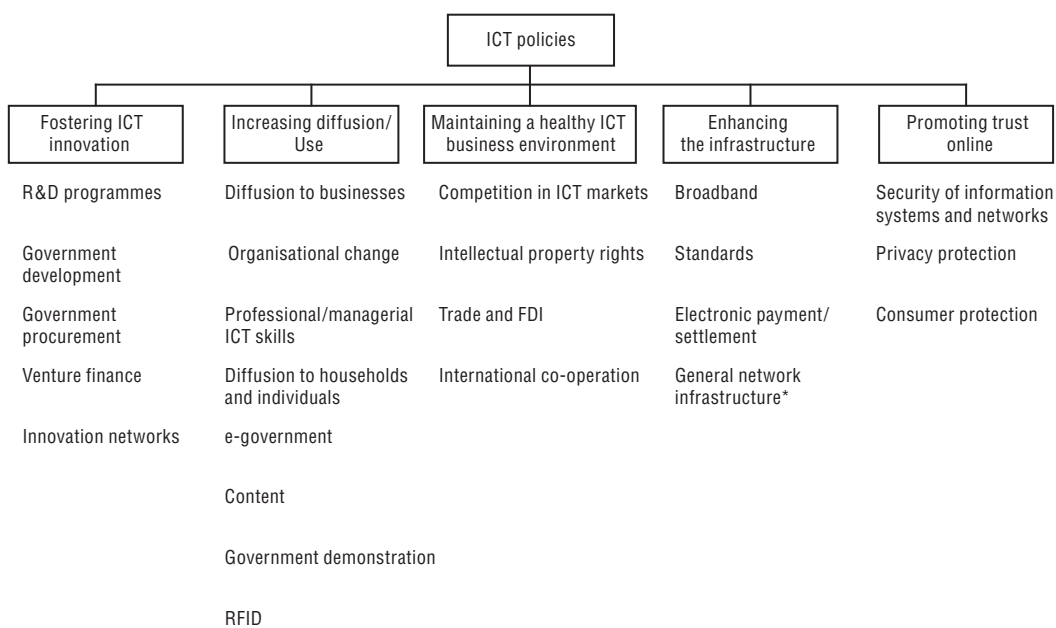 ICT policies
Fostering ICT
innovation
R&D programmes
Government
development
Government
procurement
Venture finance
Innovation networks
Increasing diffusion/
Use
Diffusion to businesses
Organisational change
Professional/managerial
ICT skills
Diffusion to households
and individuals
e-government
Content
Government demonstration
RFID
Maintaining a healthy ICT
business environment
Competition in ICT markets
Intellectual property rights
Trade and FDI
International co-operation
Enhancing
the infrastructure
Broadband
Standards
Electronic payment/
settlement
General network
infrastructure*
Promoting trust
online
Security of information
systems and networks
Privacy protection
Consumer protection